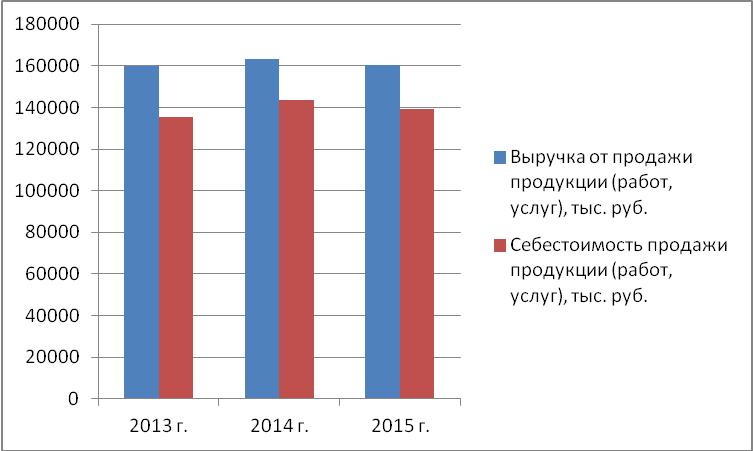 180000
160000
140000
120000
100000
80000
60000
40000
20000
0
2013 г.
2014 г.
2015 г.
Выручка от продажи
продукции (работ,
услуг), тыс. руб.
Себестоимость продажи
продукции (работ,
услуг), тыс. руб.